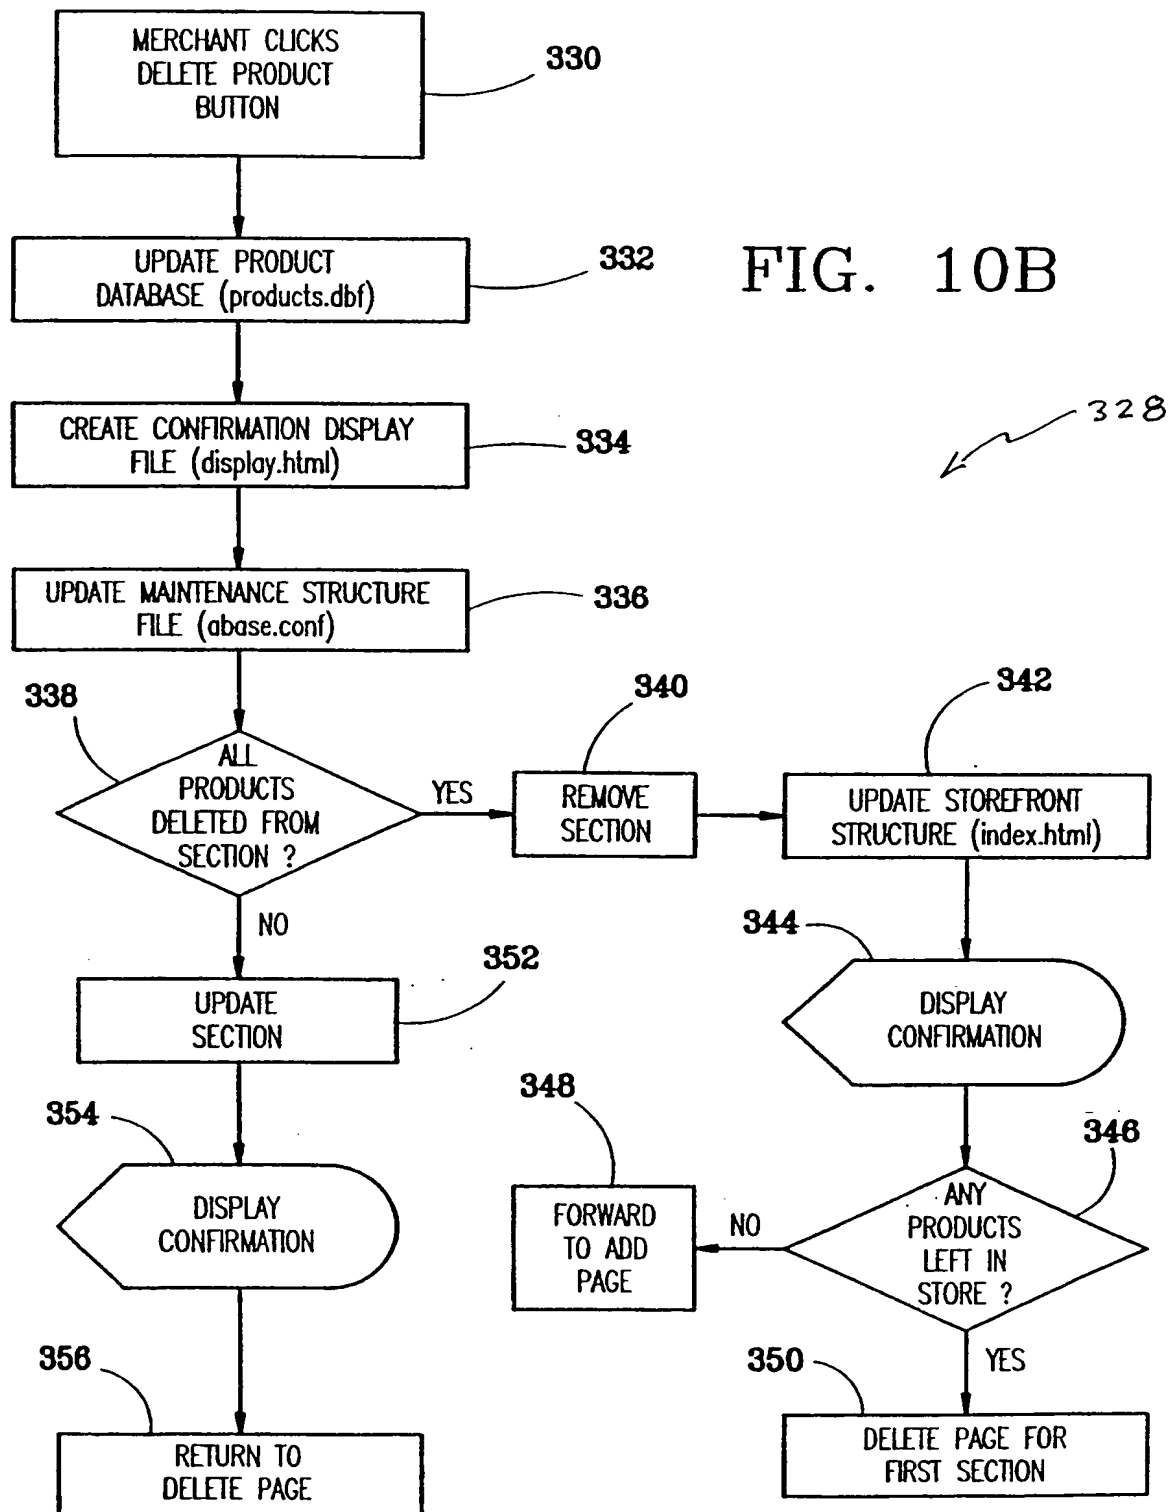 MERCHANT CLICKS
DELETE PRODUCT
BUTTON
330
UPDATE PRODUCT
DATABASE (products.dbf)
332
FIG. 10B
328
CREATE CONFIRMATION DISPLAY
FILE (display.html)
334
UPDATE MAINTENANCE STRUCTURE
FILE (abase.conf)
336
338
ALL
PRODUCTS
DELETED FROM
SECTION ?
YES
NO
340
REMOVE
SECTION
342
UPDATE STOREFRONT
STRUCTURE (index.html)
344
DISPLAY
CONFIRMATION
346
ANY
PRODUCTS
LEFT IN
STORE ?
NO
YES
348
FORWARD
TO ADD
PAGE
350
DELETE PAGE FOR
FIRST SECTION
352
UPDATE
SECTION
354
DISPLAY
CONFIRMATION
356
RETURN TO
DELETE PAGE